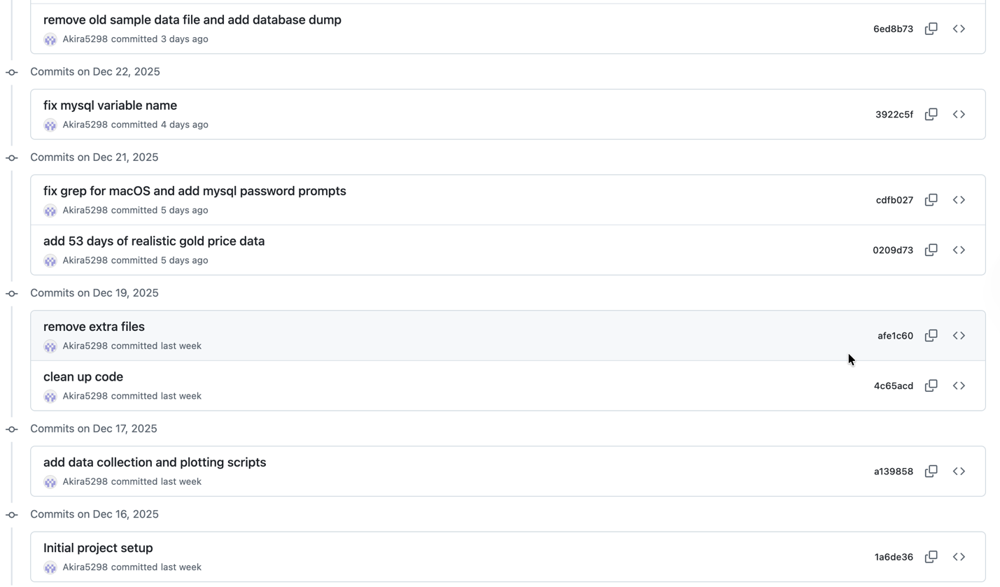 remove old sample data file and add database dump
Akira5298 committed 3 days ago
6ed8b73
Commits on Dec 22, 2025
fix mysql variable name
Akira5298 committed 4 days ago
3922c5f
Commits on Dec 21, 2025
fix grep for macOS and add mysql password prompts
Akira5298 committed 5 days ago
cdfb027
add 53 days of realistic gold price data
Akira5298 committed 5 days ago
0209d73
Commits on Dec 19, 2025
remove extra files
Akira5298 committed last week
afe1c60
clean up code
Akira5298 committed last week
4c65acd
Commits on Dec 17, 2025
add data collection and plotting scripts
Akira5298 committed last week
a139858
Commits on Dec 16, 2025
Initial project setup
Akira5298 committed last week
1a6de36